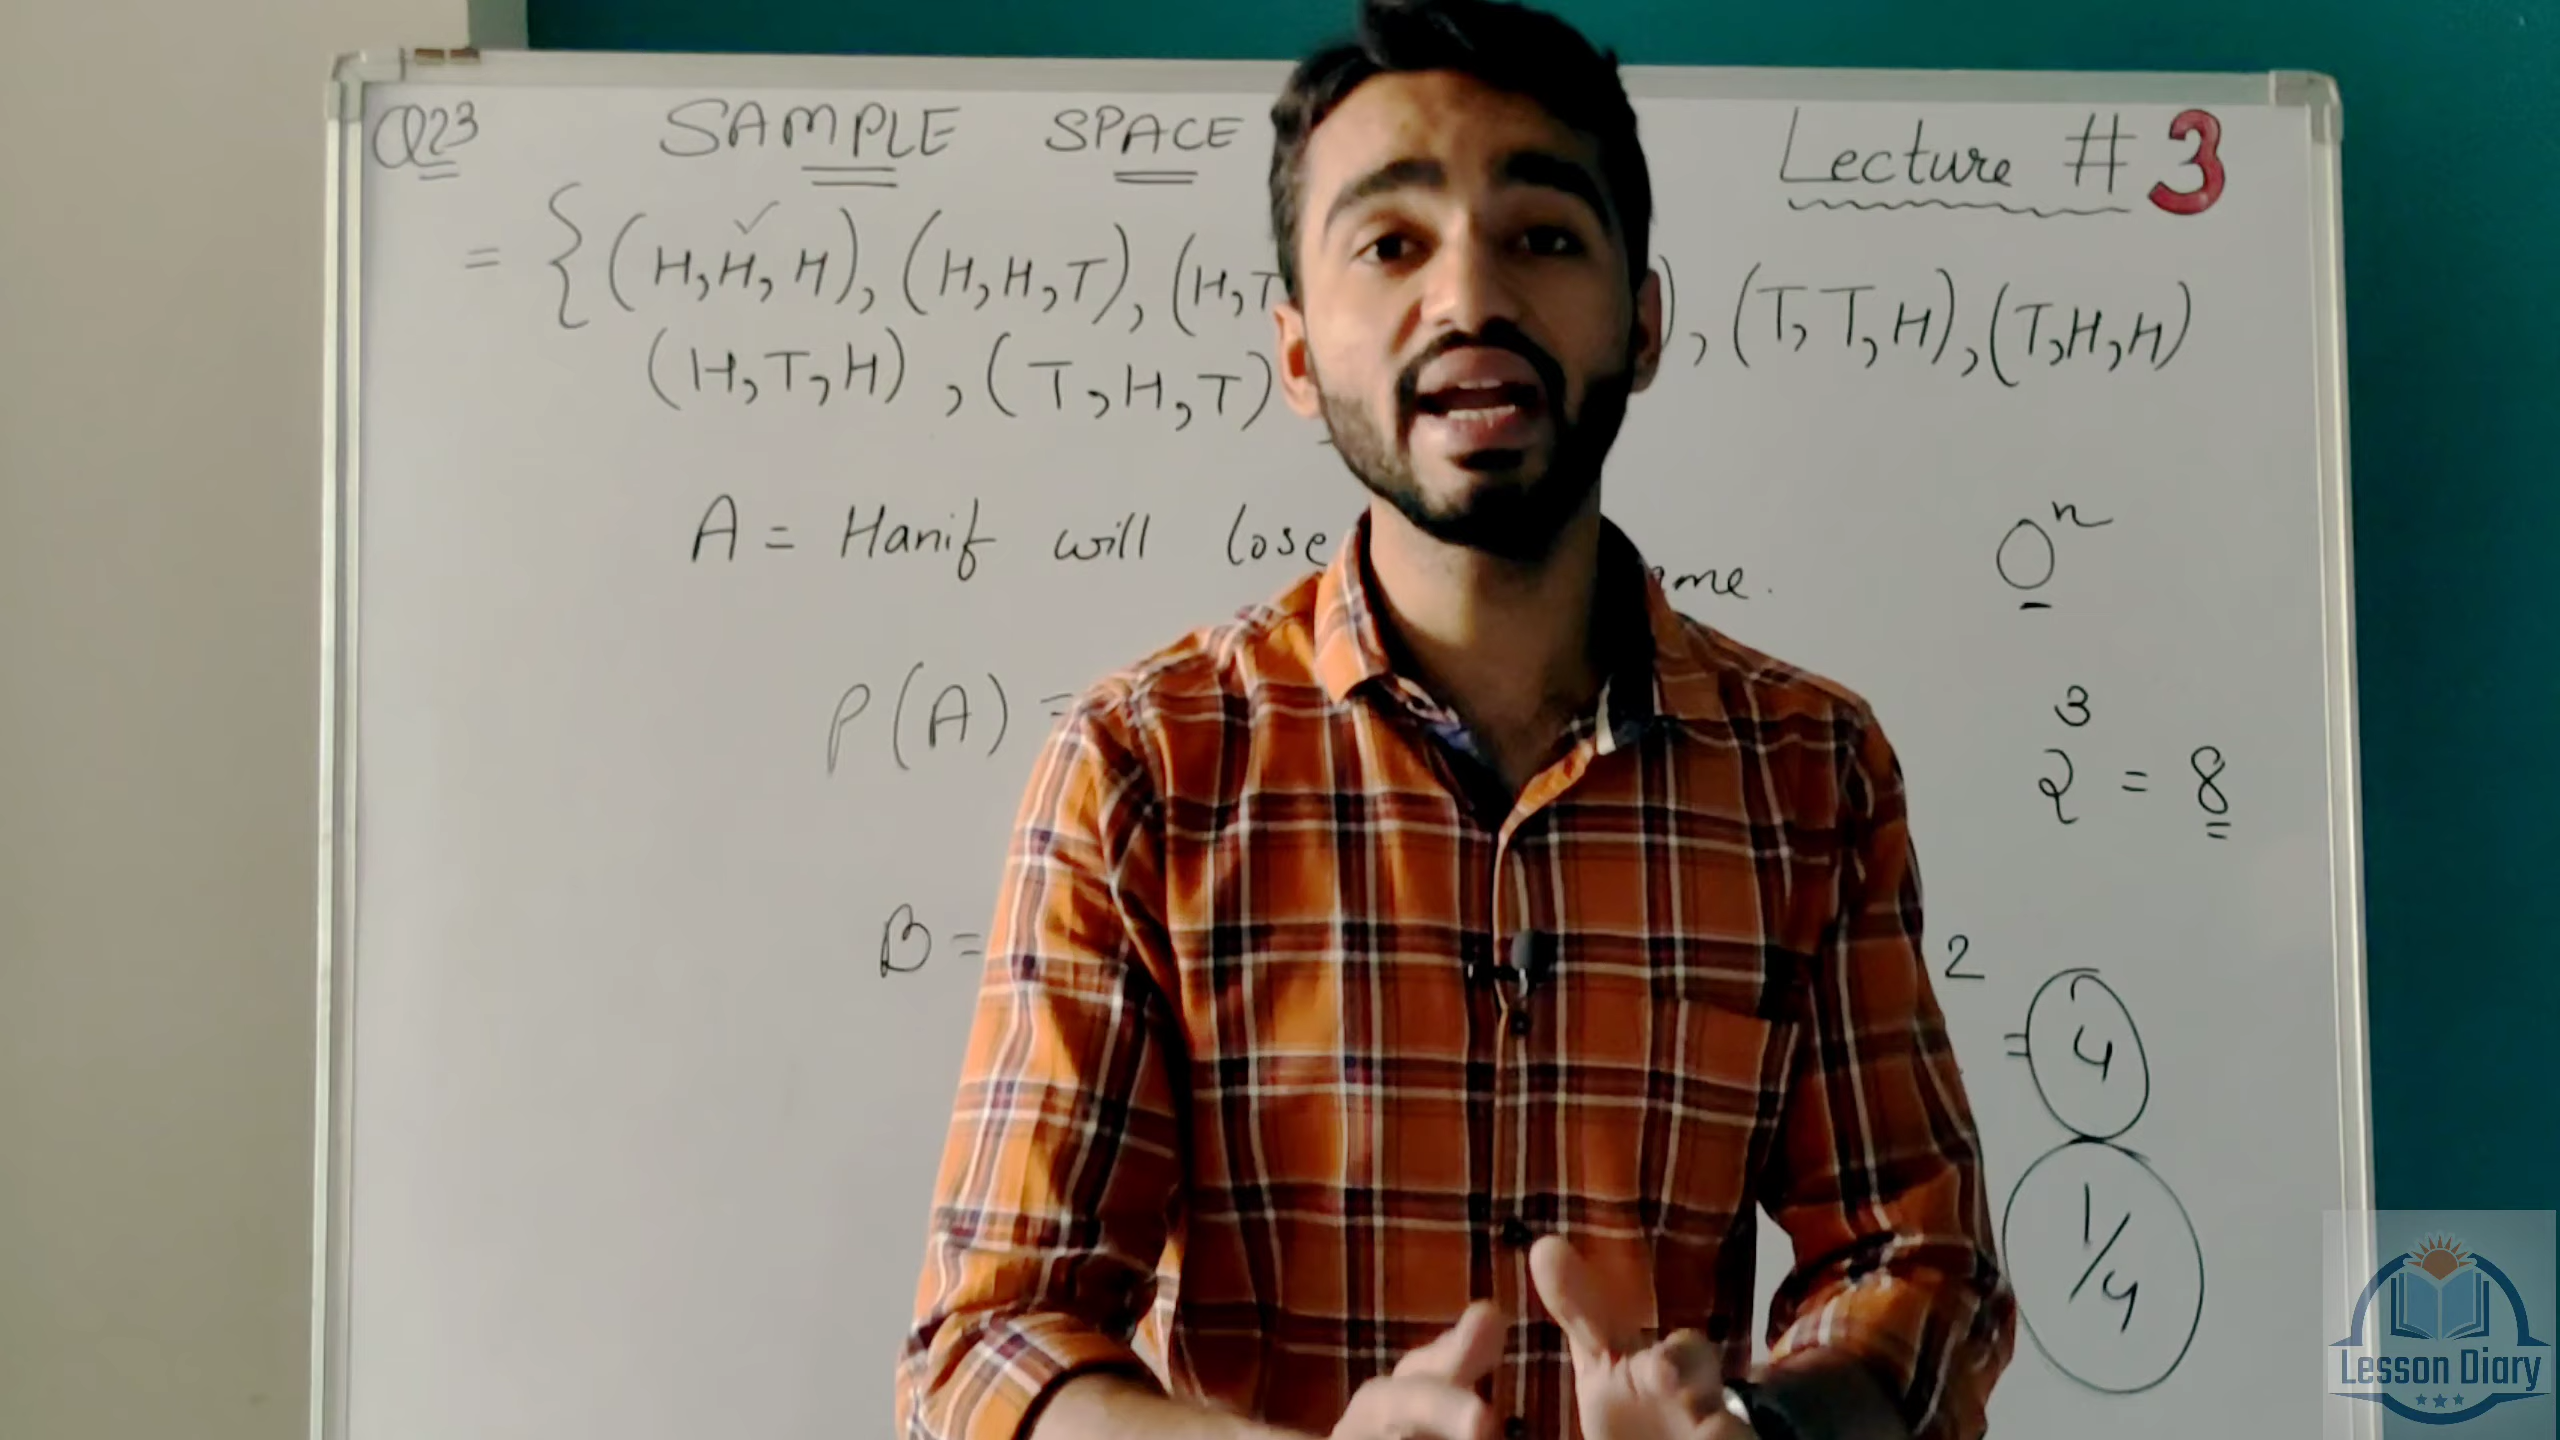 Q23 SAMPLE SPACE Lecture # 3
= {(H,H,H), (H,H,T), (H,T ), (T,T,H), (T,H,H)
(H,T,H), (T,H,T)
A = Hanif will lose
O^n
P(A) =
2^3 = 8
B = 2 = 4
1/4
Lesson Diary